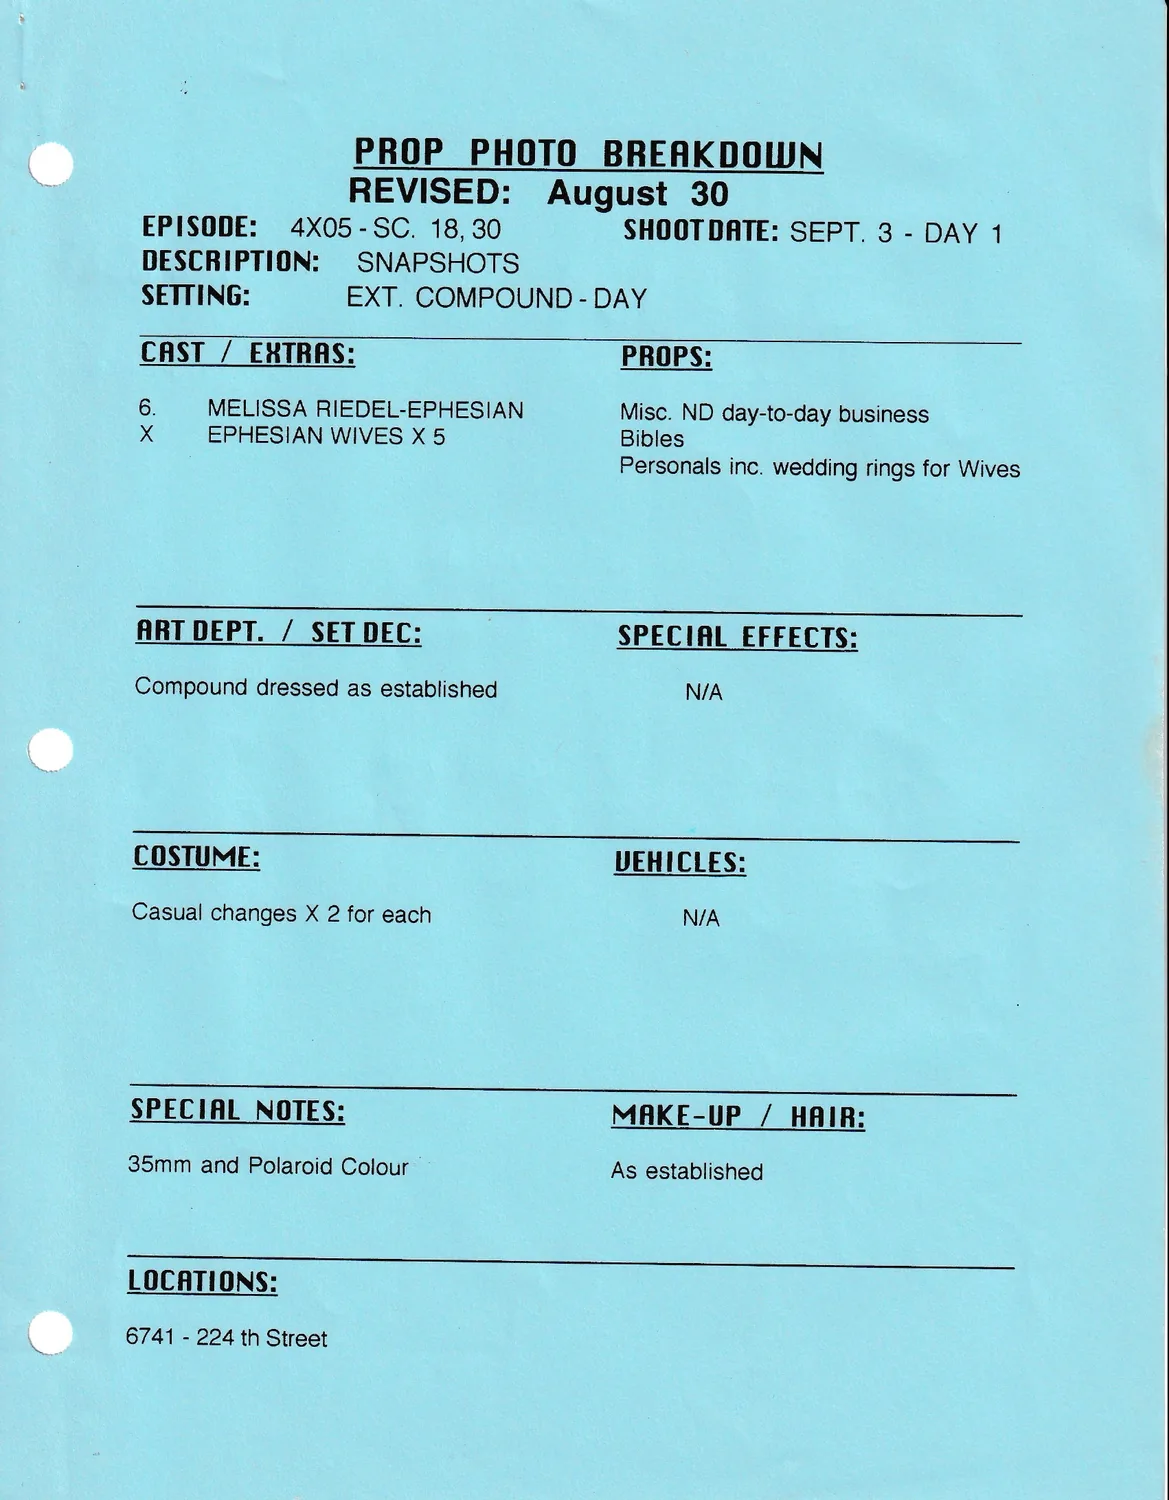 PROP PHOTO BREAKDOWN
REVISED: August 30
EPISODE: 4X05 - SC. 18, 30 SHOOT DATE: SEPT. 3 - DAY 1
DESCRIPTION: SNAPSHOTS
SETTING: EXT. COMPOUND - DAY
CAST / EXTRAS:
6. MELISSA RIEDEL-EPHESIAN
X EPHESIAN WIVES X 5
PROPS:
Misc. ND day-to-day business
Bibles
Personals inc. wedding rings for Wives
ART DEPT. / SET DEC:
Compound dressed as established
SPECIAL EFFECTS:
N/A
COSTUME:
Casual changes X 2 for each
VEHICLES:
N/A
SPECIAL NOTES:
35mm and Polaroid Colour
MAKE-UP / HAIR:
As established
LOCATIONS:
6741 - 224 th Street